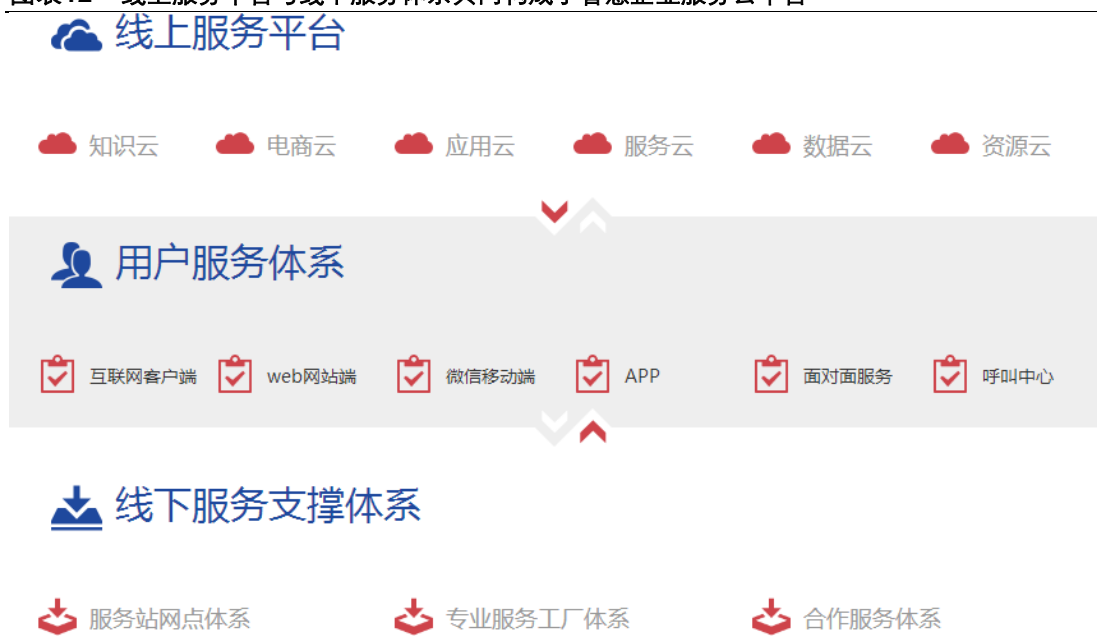 线上服务平台
知识云 电商云 应用云 服务云 数据云 资源云
用户服务体系
互联网客户端 web网站端 微信移动端 APP 面对面服务 呼叫中心
线下服务支撑体系
服务站网点体系 专业服务工厂体系 合作服务体系